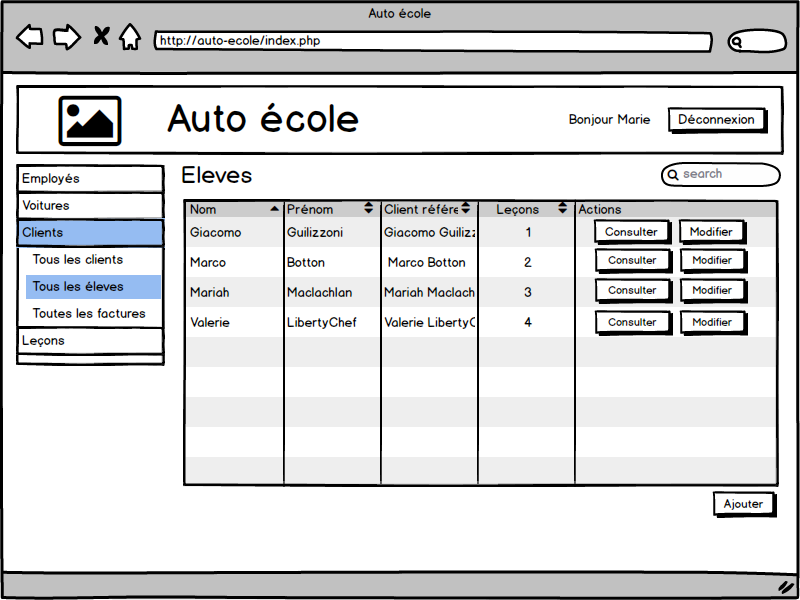 Auto école
http://auto-ecole/index.php
Auto école
Bonjour Marie
Déconnexion
Employés
Voitures
Clients
Tous les clients
Tous les éleves
Toutes les factures
Leçons
Eleves
search
Nom Prénom Client référe Leçons Actions
Giacomo Guilizzoni Giacomo Guiliz 1 Consulter Modifier
Marco Botton Marco Botton 2 Consulter Modifier
Mariah Maclachlan Mariah Maclach 3 Consulter Modifier
Valerie LibertyChef Valerie LibertyC 4 Consulter Modifier
Ajouter